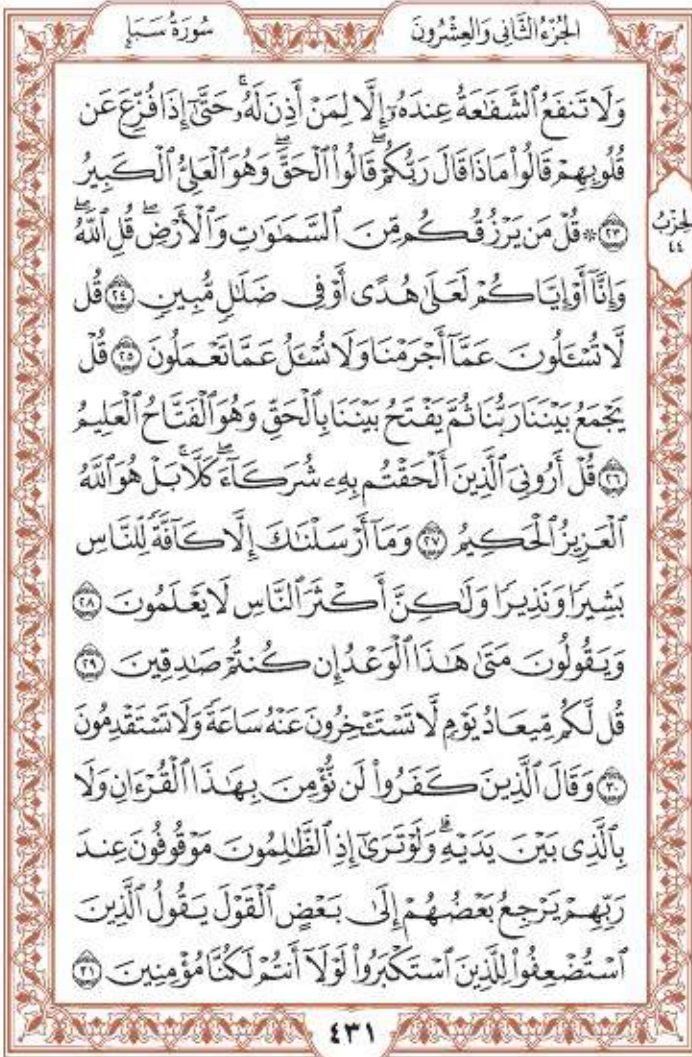 الجُزْءُ الثَّانِي وَالعِشْرُونَ
سُورَةُ سَبَإٍ
وَلَا تَنفَعُ ٱلشَّفَٰعَةُ عِندَهُۥٓ إِلَّا لِمَنْ أَذِنَ لَهُۥۚ حَتَّىٰٓ إِذَا فُزِّعَ عَن
قُلُوبِهِمْ قَالُوا۟ مَاذَا قَالَ رَبُّكُمْۖ قَالُوا۟ ٱلْحَقَّۖ وَهُوَ ٱلْعَلِىُّ ٱلْكَبِيرُ
٢٣ ۞ قُلْ مَن يَرْزُقُكُم مِّنَ ٱلسَّمَٰوَٰتِ وَٱلْأَرْضِۖ قُلِ ٱللَّهُۖ
الحِزْبُ
٤٤
وَإِنَّآ أَوْ إِيَّاكُمْ لَعَلَىٰ هُدًى أَوْ فِى ضَلَٰلٍ مُّبِينٍ ٢٤ قُل
لَّا تُسْـَٔلُونَ عَمَّآ أَجْرَمْنَا وَلَا نُسْـَٔلُ عَمَّا تَعْمَلُونَ ٢٥ قُلْ
يَجْمَعُ بَيْنَنَا رَبُّنَا ثُمَّ يَفْتَحُ بَيْنَنَا بِٱلْحَقِّ وَهُوَ ٱلْفَتَّاحُ ٱلْعَلِيمُ
٢٦ قُلْ أَرُونِىَ ٱلَّذِينَ أَلْحَقْتُم بِهِۦ شُرَكَآءَۖ كَلَّاۚ بَلْ هُوَ ٱللَّهُ
ٱلْعَزِيزُ ٱلْحَكِيمُ ٢٧ وَمَآ أَرْسَلْنَٰكَ إِلَّا كَآفَّةً لِّلنَّاسِ
بَشِيرًا وَنَذِيرًا وَلَٰكِنَّ أَكْثَرَ ٱلنَّاسِ لَا يَعْلَمُونَ ٢٨
وَيَقُولُونَ مَتَىٰ هَٰذَا ٱلْوَعْدُ إِن كُنتُمْ صَٰدِقِينَ ٢٩
قُل لَّكُم مِّيعَادُ يَوْمٍ لَّا تَسْتَـْٔخِرُونَ عَنْهُ سَاعَةً وَلَا تَسْتَقْدِمُونَ
٣٠ وَقَالَ ٱلَّذِينَ كَفَرُوا۟ لَن نُّؤْمِنَ بِهَٰذَا ٱلْقُرْءَانِ وَلَا
بِٱلَّذِى بَيْنَ يَدَيْهِۗ وَلَوْ تَرَىٰٓ إِذِ ٱلظَّٰلِمُونَ مَوْقُوفُونَ عِندَ
رَبِّهِمْ يَرْجِعُ بَعْضُهُمْ إِلَىٰ بَعْضٍ ٱلْقَوْلَ يَقُولُ ٱلَّذِينَ
ٱسْتُضْعِفُوا۟ لِلَّذِينَ ٱسْتَكْبَرُوا۟ لَوْلَآ أَنتُمْ لَكُنَّا مُؤْمِنِينَ ٣١
٤٣١